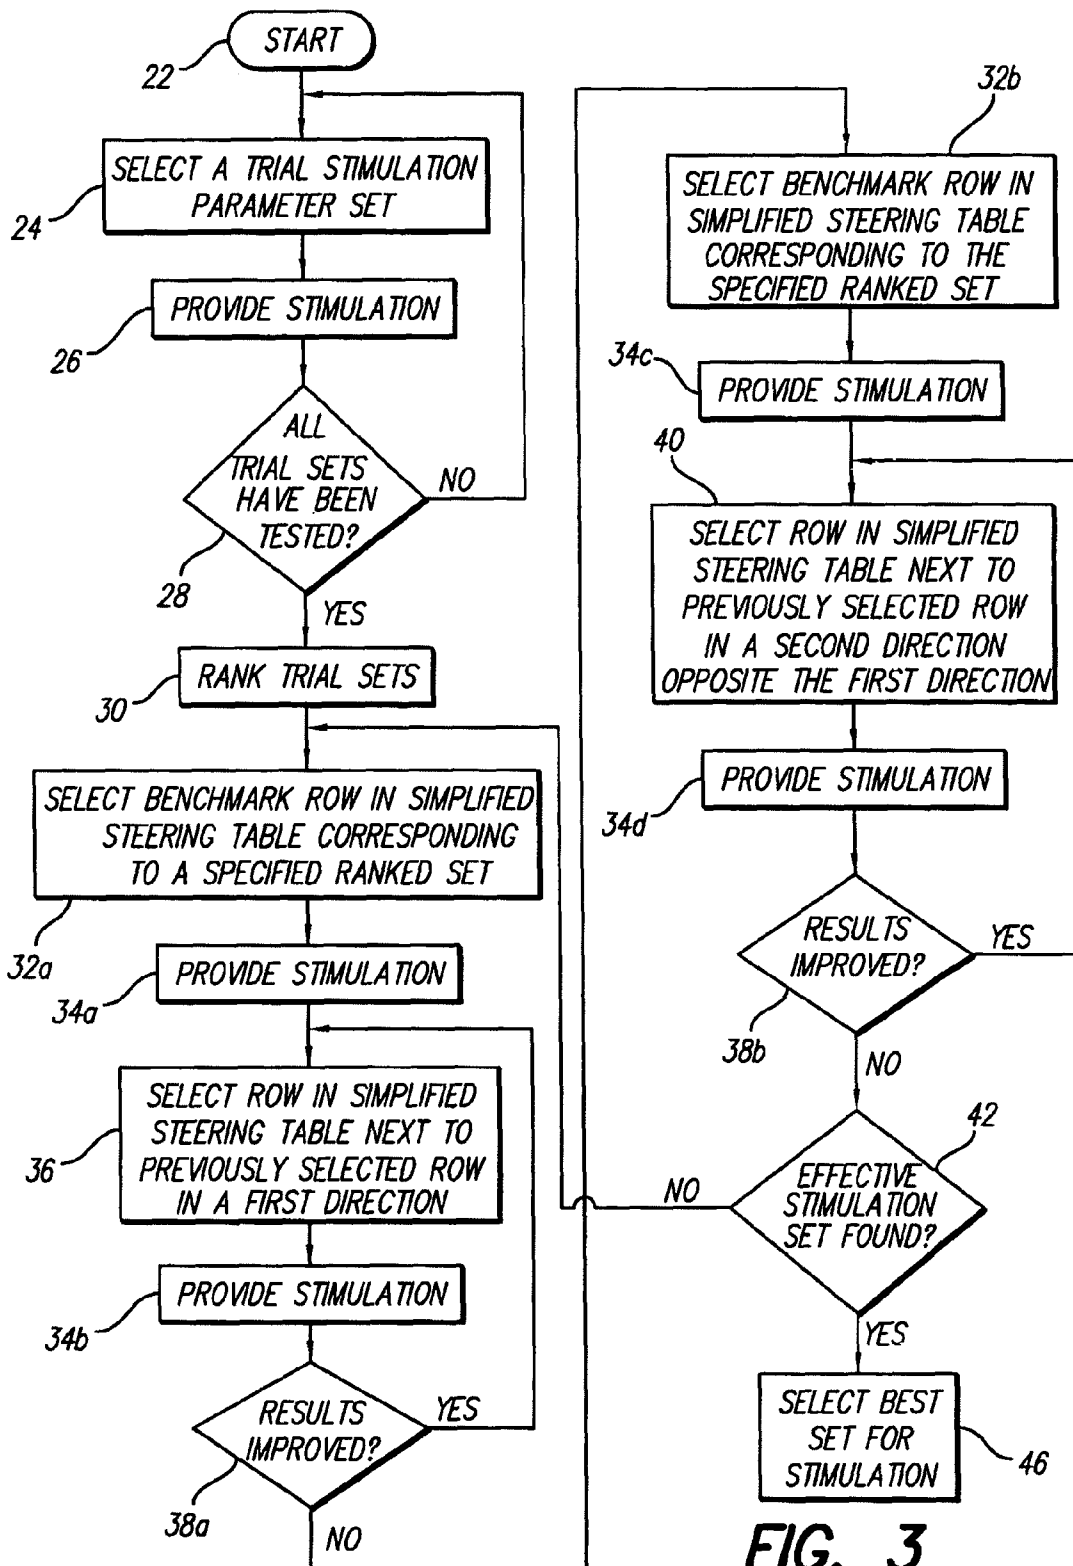 START
22
SELECT A TRIAL STIMULATION
PARAMETER SET
24
PROVIDE STIMULATION
26
ALL
TRIAL SETS
HAVE BEEN
TESTED?
NO
28
YES
RANK TRIAL SETS
30
SELECT BENCHMARK ROW IN SIMPLIFIED
STEERING TABLE CORRESPONDING
TO A SPECIFIED RANKED SET
32a
PROVIDE STIMULATION
34a
SELECT ROW IN SIMPLIFIED
STEERING TABLE NEXT TO
PREVIOUSLY SELECTED ROW
IN A FIRST DIRECTION
36
PROVIDE STIMULATION
34b
RESULTS
IMPROVED?
YES
38a
NO
32b
SELECT BENCHMARK ROW IN
SIMPLIFIED STEERING TABLE
CORRESPONDING TO THE
SPECIFIED RANKED SET
34c
PROVIDE STIMULATION
40
SELECT ROW IN SIMPLIFIED
STEERING TABLE NEXT TO
PREVIOUSLY SELECTED ROW
IN A SECOND DIRECTION
OPPOSITE THE FIRST DIRECTION
PROVIDE STIMULATION
34d
RESULTS
IMPROVED?
YES
38b
NO
42
EFFECTIVE
STIMULATION
SET FOUND?
NO
YES
SELECT BEST
SET FOR
STIMULATION
46
FIG. 3